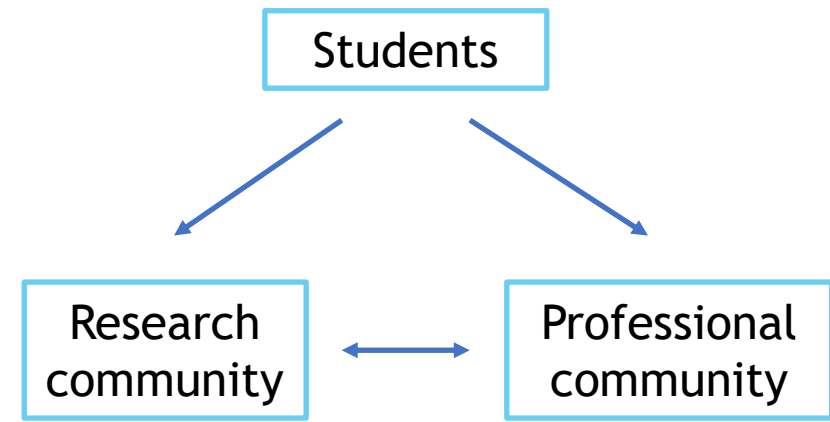 Students
Research
community
Professional
community